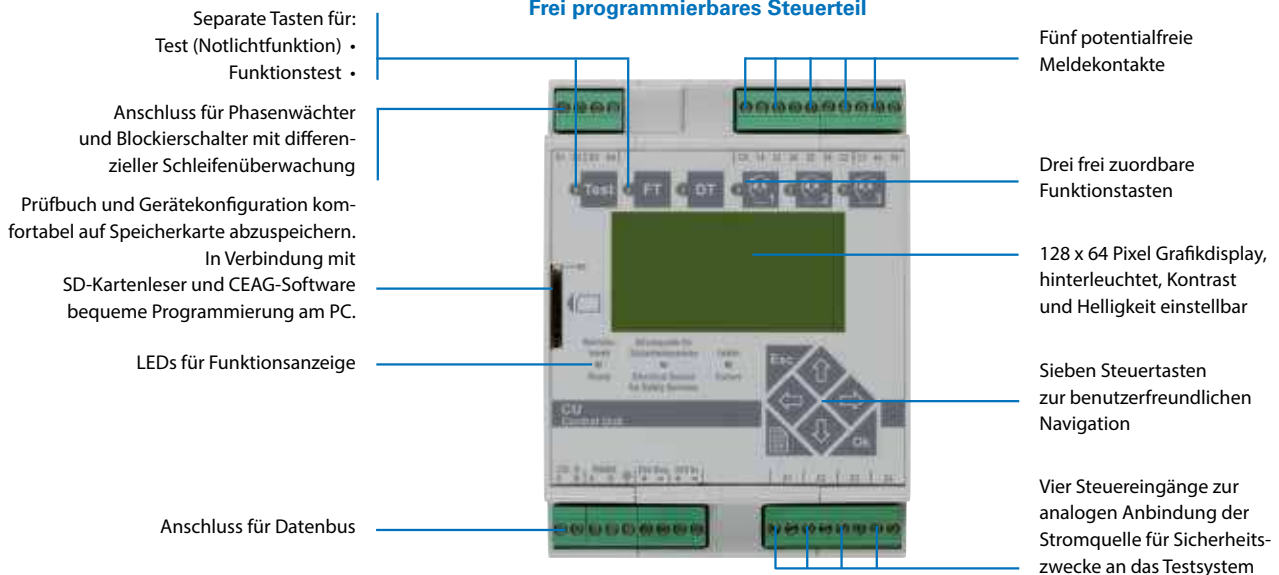 Frei programmierbares Steuerteil
Separate Tasten für:
Test (Notlichtfunktion) •
Funktionstest •
Anschluss für Phasenwächter
und Blockierschalter mit differen-
zieller Schleifenüberwachung
Prüfbuch und Gerätekonfiguration kom-
fortabel auf Speicherkarte abzuspeichern.
In Verbindung mit
SD-Kartenleser und CEAG-Software
bequeme Programmierung am PC.
LEDs für Funktionsanzeige
Anschluss für Datenbus
Test
FT
DT
1
2
3
Esc
Ok
CU
Control Unit
Fünf potentialfreie
Meldekontakte
Drei frei zuordbare
Funktionstasten
128 x 64 Pixel Grafikdisplay,
hinterleuchtet, Kontrast
und Helligkeit einstellbar
Sieben Steuertasten
zur benutzerfreundlichen
Navigation
Vier Steuereingänge zur
analogen Anbindung der
Stromquelle für Sicherheits-
zwecke an das Testsystem